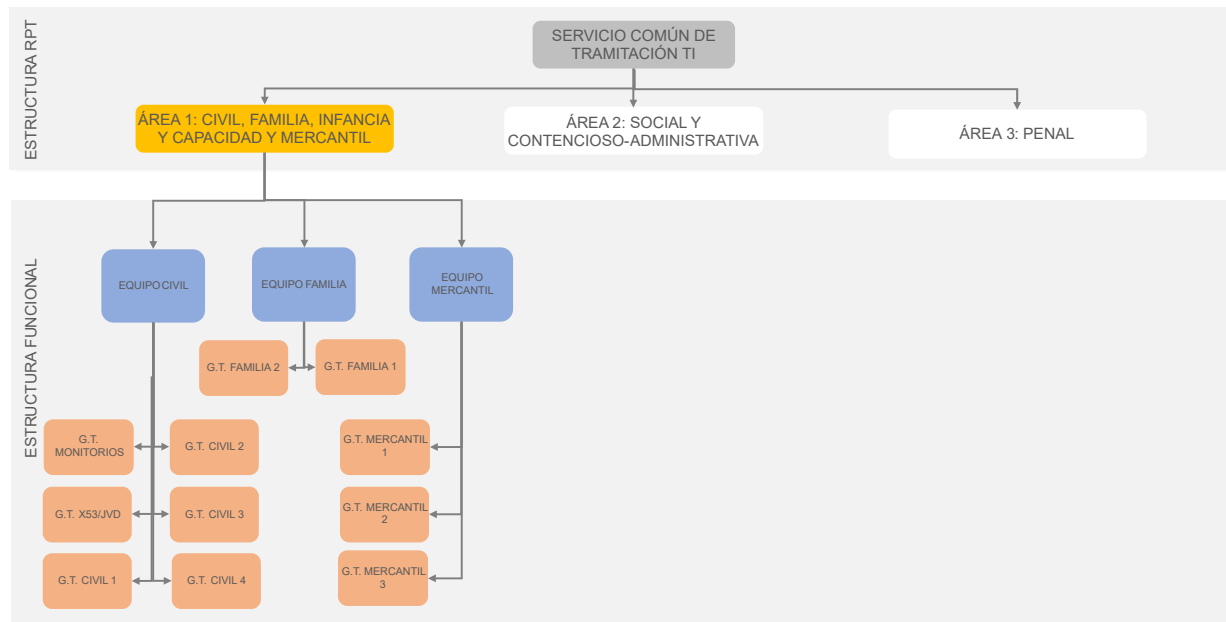 ESTRUCTURA RPT
SERVICIO COMÚN DE
TRAMITACIÓN TI
ÁREA 1: CIVIL, FAMILIA, INFANCIA
Y CAPACIDAD Y MERCANTIL
ÁREA 2: SOCIAL Y
CONTENCIOSO-ADMINISTRATIVA
ÁREA 3: PENAL
ESTRUCTURA FUNCIONAL
EQUIPO CIVIL
EQUIPO FAMILIA
EQUIPO
MERCANTIL
G.T. FAMILIA 2
G.T. FAMILIA 1
G.T.
MONITORIOS
G.T. CIVIL 2
G.T. MERCANTIL
1
G.T. X53/JVD
G.T. CIVIL 3
G.T. MERCANTIL
2
G.T. CIVIL 1
G.T. CIVIL 4
G.T. MERCANTIL
3